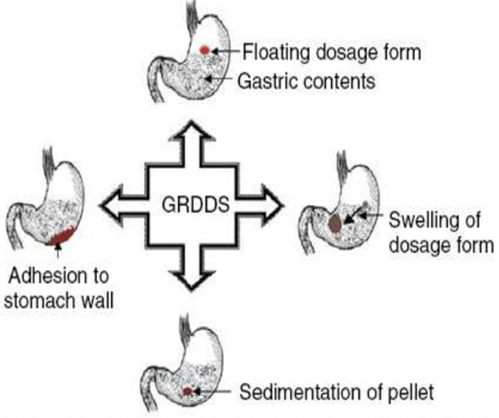 Floating dosage form
Gastric contents
GRDDS
Swelling of
dosage form
Adhesion to
stomach wall
Sedimentation of pellet